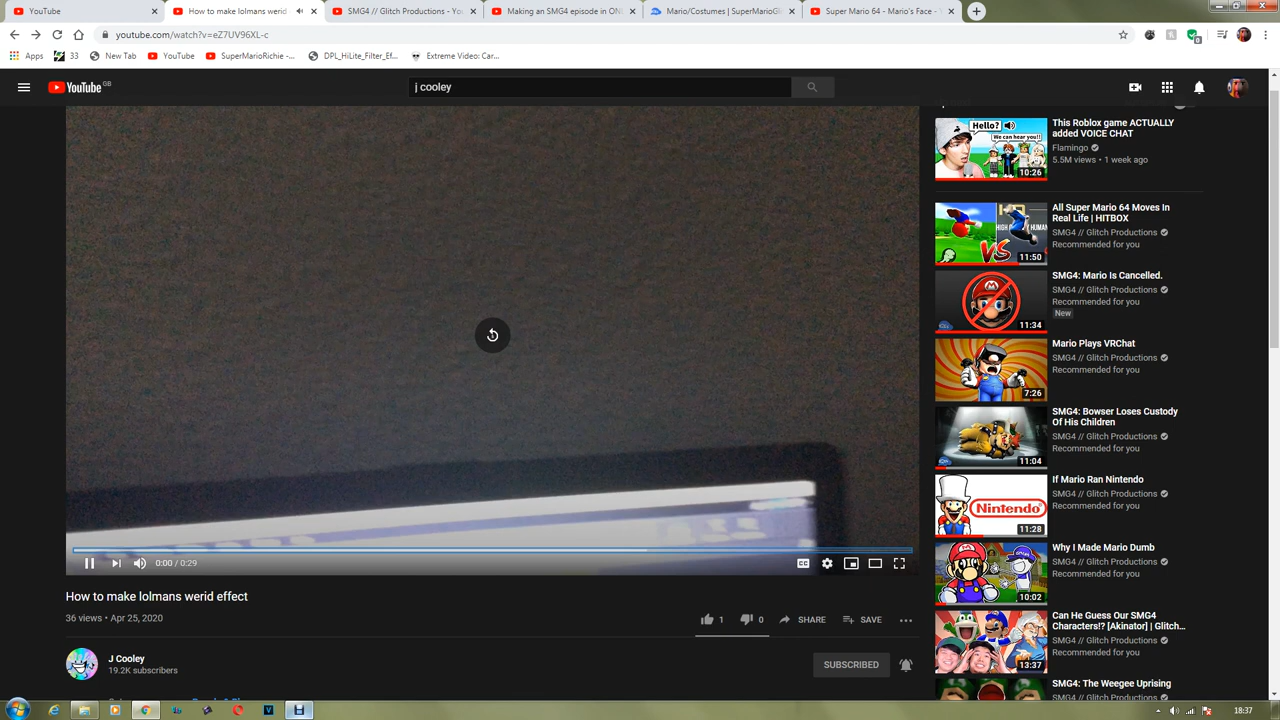 YouTube
How to make lolmans werid
SMG4 // Glitch Productions - Yo
Making an SMG4 episode in ON
Mario/Costumes | SuperMarioGl
Super Mario 64 - Mario's Face - Y
youtube.com/watch?v=eZ7UV96XL-c
Apps
33
New Tab
YouTube
SuperMarioRichie -...
DPL_HiLite_Filter_Ef...
Extreme Video: Car...
YouTube GB
j cooley
This Roblox game ACTUALLY
added VOICE CHAT
Flamingo
5.5M views • 1 week ago
Hello?
We can hear you!!
10:26
All Super Mario 64 Moves In
Real Life | HITBOX
SMG4 // Glitch Productions
Recommended for you
VS
11:50
SMG4: Mario Is Cancelled.
SMG4 // Glitch Productions
Recommended for you
New
11:34
Mario Plays VRChat
SMG4 // Glitch Productions
Recommended for you
7:26
SMG4: Bowser Loses Custody
Of His Children
SMG4 // Glitch Productions
Recommended for you
11:04
If Mario Ran Nintendo
SMG4 // Glitch Productions
Recommended for you
Nintendo
11:28
Why I Made Mario Dumb
SMG4 // Glitch Productions
Recommended for you
10:02
Can He Guess Our SMG4
Characters!? [Akinator] | Glitch...
SMG4 // Glitch Productions
Recommended for you
13:37
SMG4: The Weegee Uprising
SMG4 // Glitch Productions
0:00 / 0:29
How to make lolmans werid effect
36 views • Apr 25, 2020
1
0
SHARE
SAVE
J Cooley
19.2K subscribers
SUBSCRIBED
18:37